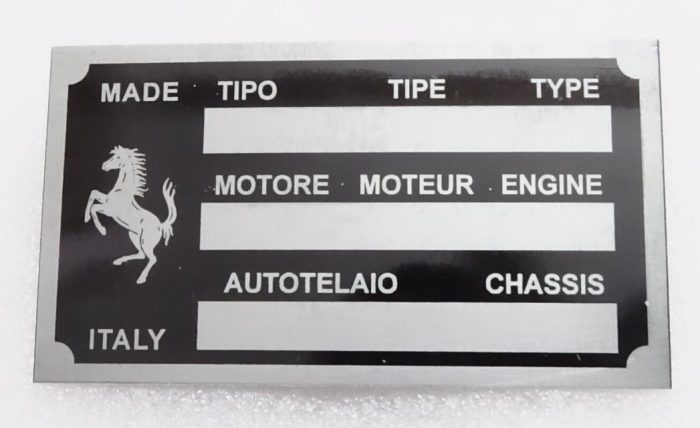 MADE TIPO TIPE TYPE
MOTORE · MOTEUR · ENGINE
AUTOTELAIO CHASSIS
ITALY